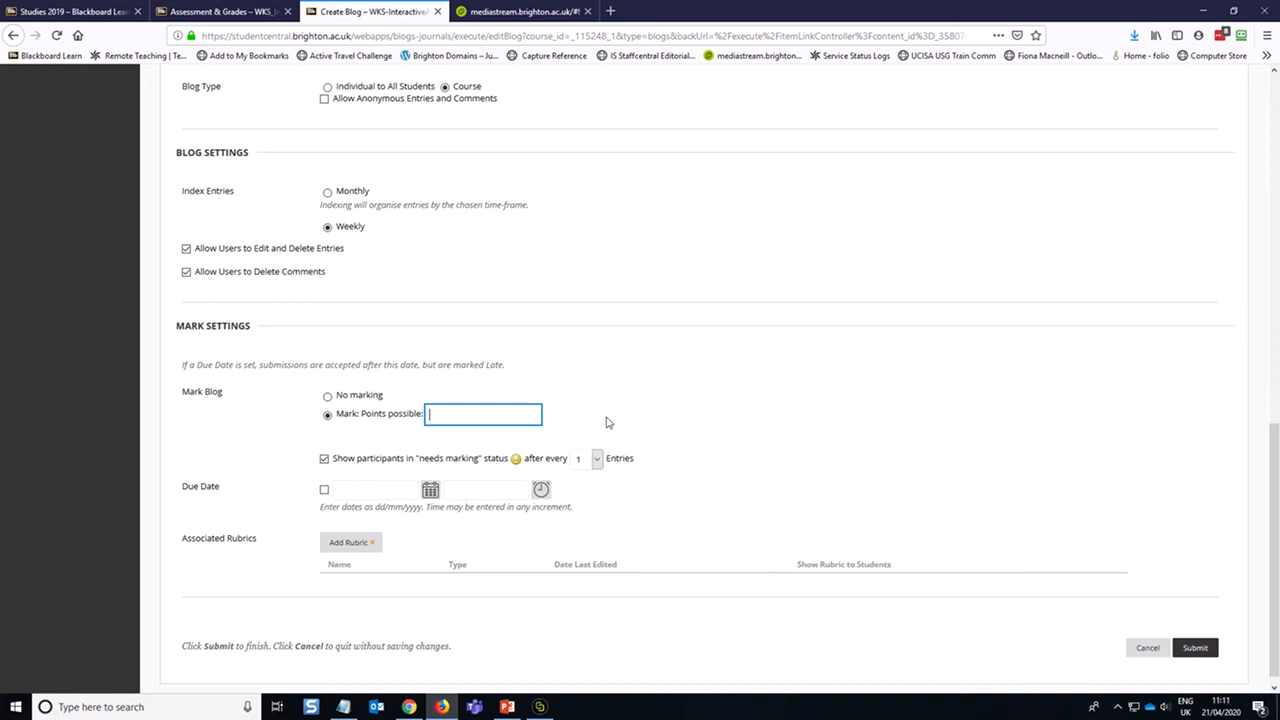 Studies 2019 – Blackboard Learn
Assessment & Grades – WKS_I
Create Blog – WKS-InteractiveA
mediastream.brighton.ac.uk/#!
https://studentcentral.brighton.ac.uk/webapps/blogs-journals/execute/editBlog?course_id=_115248_1&type=blogs&backUrl=%2Fexecute%2FitemLinkController%3Fcontent_id%3D_35807
Blackboard Learn
Remote Teaching | Te...
Add to My Bookmarks
Active Travel Challenge
Brighton Domains – Ju...
Capture Reference
IS Staffcentral Editorial...
mediastream.brighton...
Service Status Logs
UCISA USG Train Comm
Fiona Macneill - Outlo...
Home - folio
Computer Store
Blog Type
Individual to All Students
Course
Allow Anonymous Entries and Comments
BLOG SETTINGS
Index Entries
Monthly
Indexing will organise entries by the chosen time-frame.
Weekly
Allow Users to Edit and Delete Entries
Allow Users to Delete Comments
MARK SETTINGS
If a Due Date is set, submissions are accepted after this date, but are marked Late.
Mark Blog
No marking
Mark: Points possible:
Show participants in "needs marking" status after every 1 Entries
Due Date
Enter dates as dd/mm/yyyy. Time may be entered in any increment.
Associated Rubrics
Add Rubric
Name Type Date Last Edited Show Rubric to Students
Click Submit to finish. Click Cancel to quit without saving changes.
Cancel
Submit
Type here to search
ENG
UK
11:11
21/04/2020
2